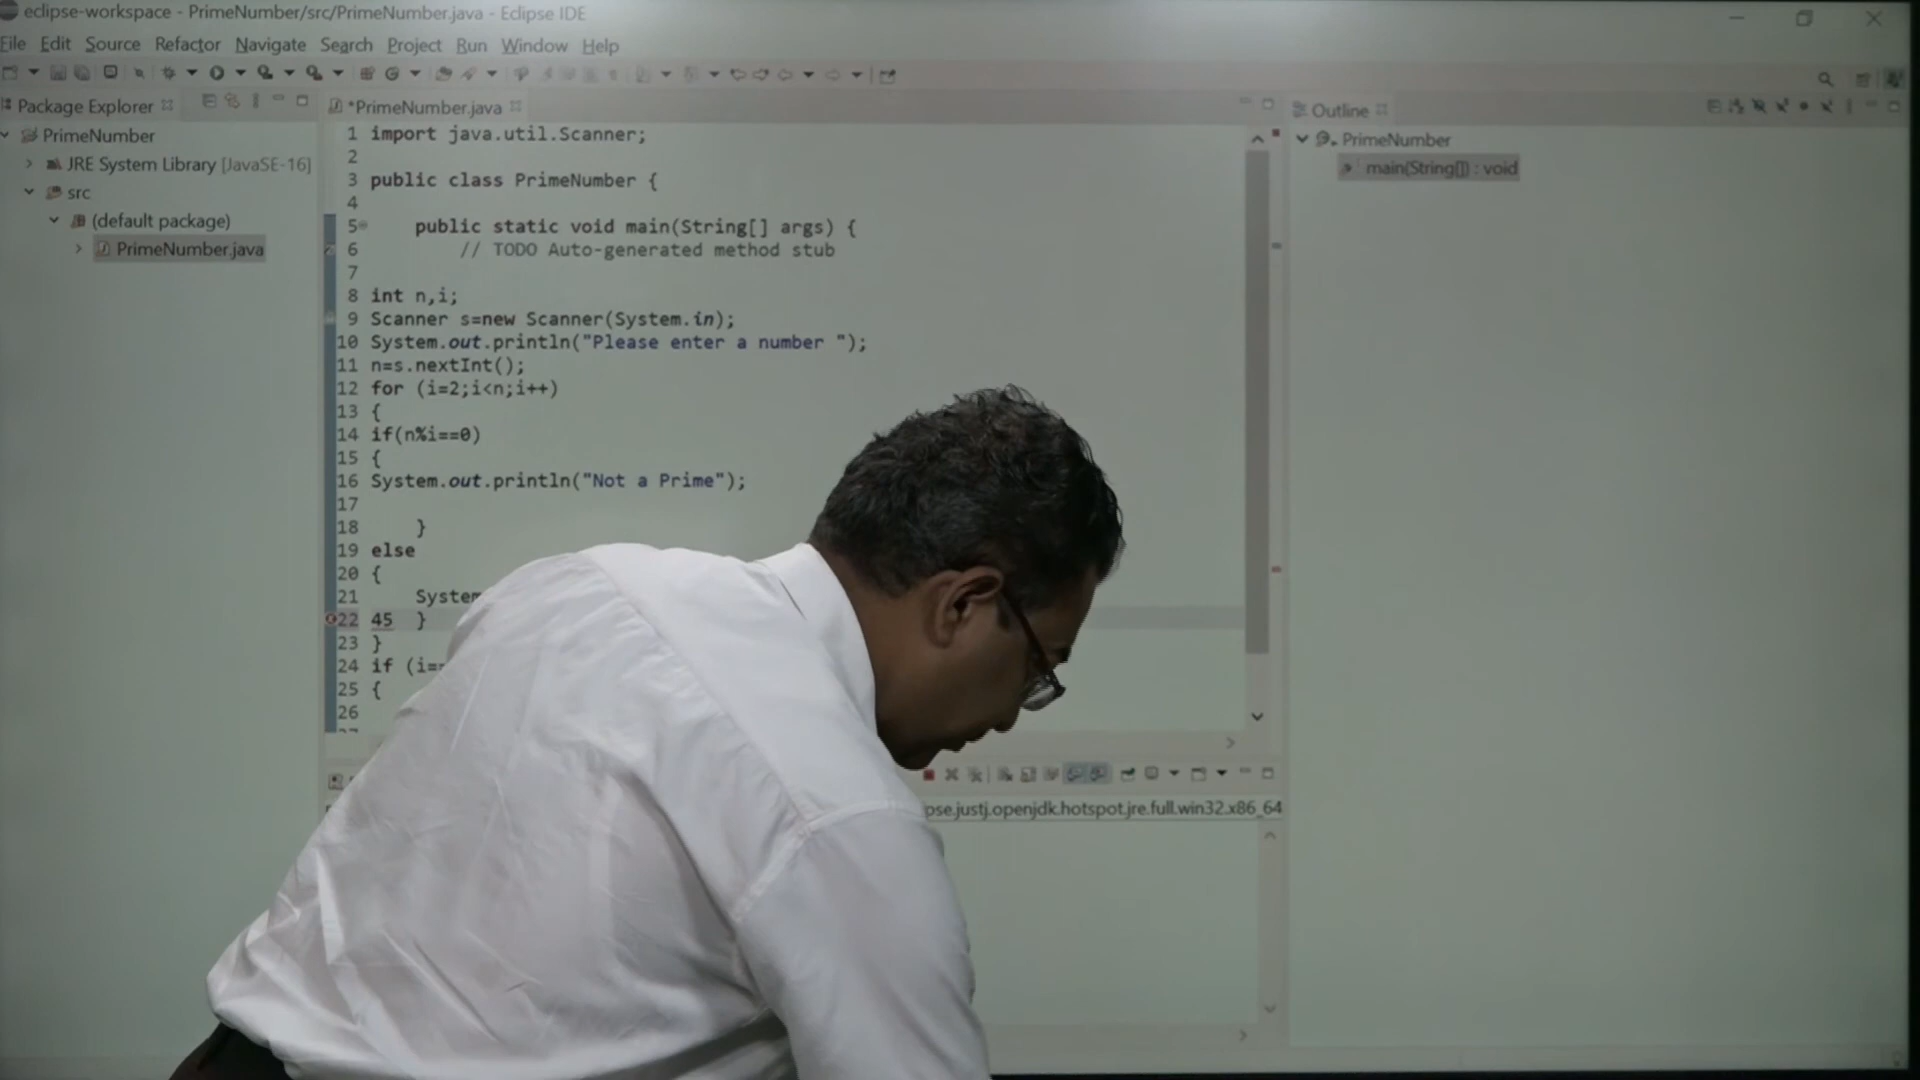 eclipse-workspace - PrimeNumber/src/PrimeNumber.java - Eclipse IDE
File Edit Source Refactor Navigate Search Project Run Window Help
Package Explorer
PrimeNumber
JRE System Library [JavaSE-16]
src
(default package)
PrimeNumber.java
*PrimeNumber.java
1 import java.util.Scanner;
2
3 public class PrimeNumber {
4
5 public static void main(String[] args) {
6 // TODO Auto-generated method stub
7
8 int n,i;
9 Scanner s=new Scanner(System.in);
10 System.out.println("Please enter a number ");
11 n=s.nextInt();
12 for (i=2;i<n;i++)
13 {
14 if(n%i==0)
15 {
16 System.out.println("Not a Prime");
17
18 }
19 else
20 {
21 System
22 45 }
23 }
24 if (i=
25 {
26
pse.justj.openjdk.hotspot.jre.full.win32.x86_64
Outline
PrimeNumber
main(String[]) : void